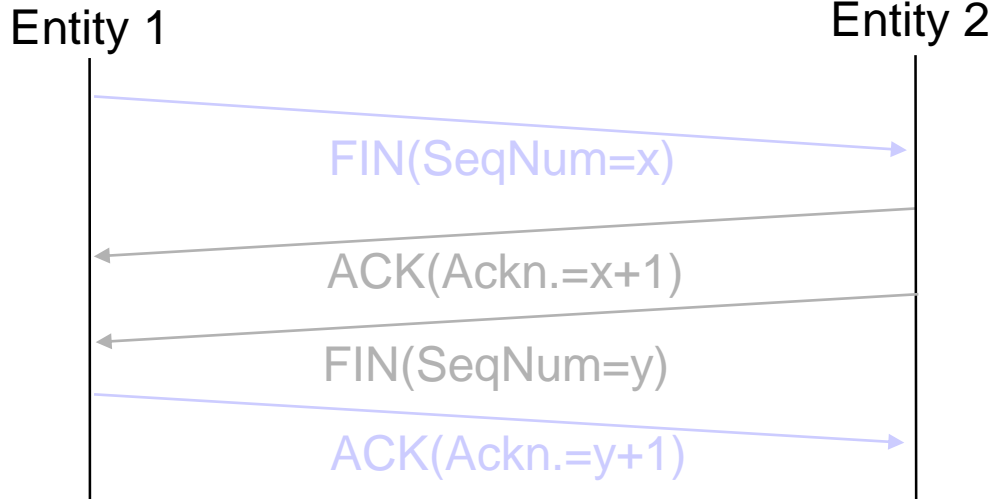 Entity 1
Entity 2
FIN(SeqNum=x)
ACK(Ackn.=x+1)
FIN(SeqNum=y)
ACK(Ackn.=y+1)